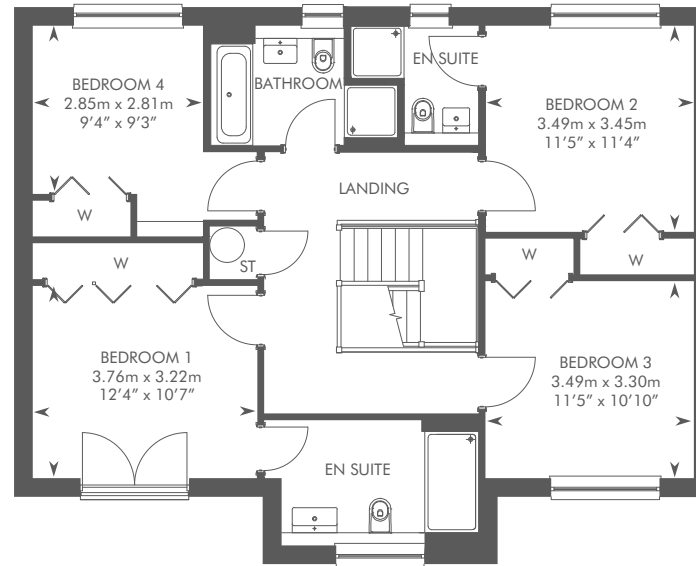 BEDROOM 4
2.85m x 2.81m
9’4” x 9’3”
BATHROOM
EN SUITE
BEDROOM 2
3.49m x 3.45m
11’5” x 11’4”
LANDING
W
ST
W
W
W
BEDROOM 1
3.76m x 3.22m
12’4” x 10’7”
BEDROOM 3
3.49m x 3.30m
11’5” x 10’10”
EN SUITE